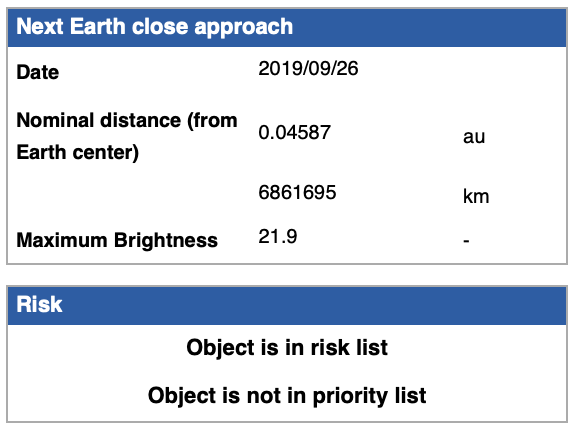 Next Earth close approach
Date 2019/09/26
Nominal distance (from
Earth center) 0.04587 au
6861695 km
Maximum Brightness 21.9 -
Risk
Object is in risk list
Object is not in priority list